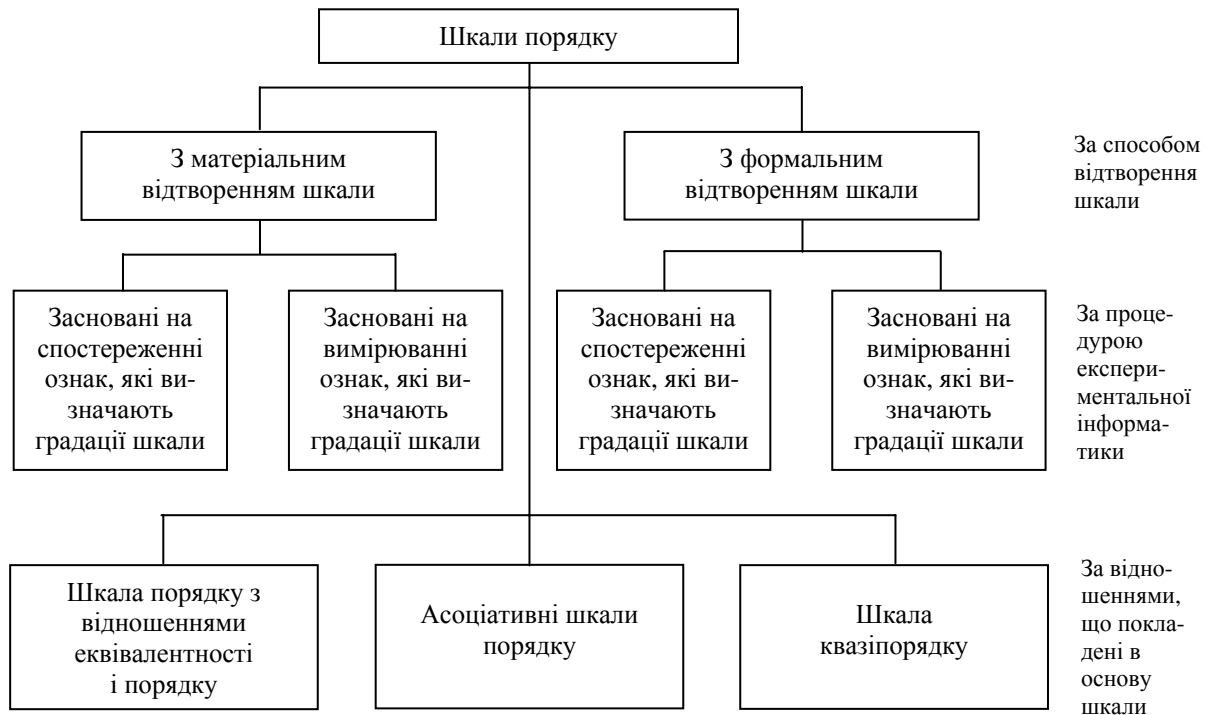 Шкали порядку
З матеріальним
відтворенням шкали
З формальним
відтворенням шкали
За способом
відтворення
шкали
Засновані на
спостереженні
ознак, які ви-
значають
градації шкали
Засновані на
вимірюванні
ознак, які ви-
значають
градації шкали
Засновані на
спостереженні
ознак, які ви-
значають
градації шкали
Засновані на
вимірюванні
ознак, які ви-
значають
градації шкали
За проце-
дурою
експери-
ментальної
інформа-
тики
Шкала порядку з
відношеннями
еквівалентності
і порядку
Асоціативні шкали
порядку
Шкала
квазіпорядку
За відно-
шеннями,
що покла-
дені в
основу
шкали